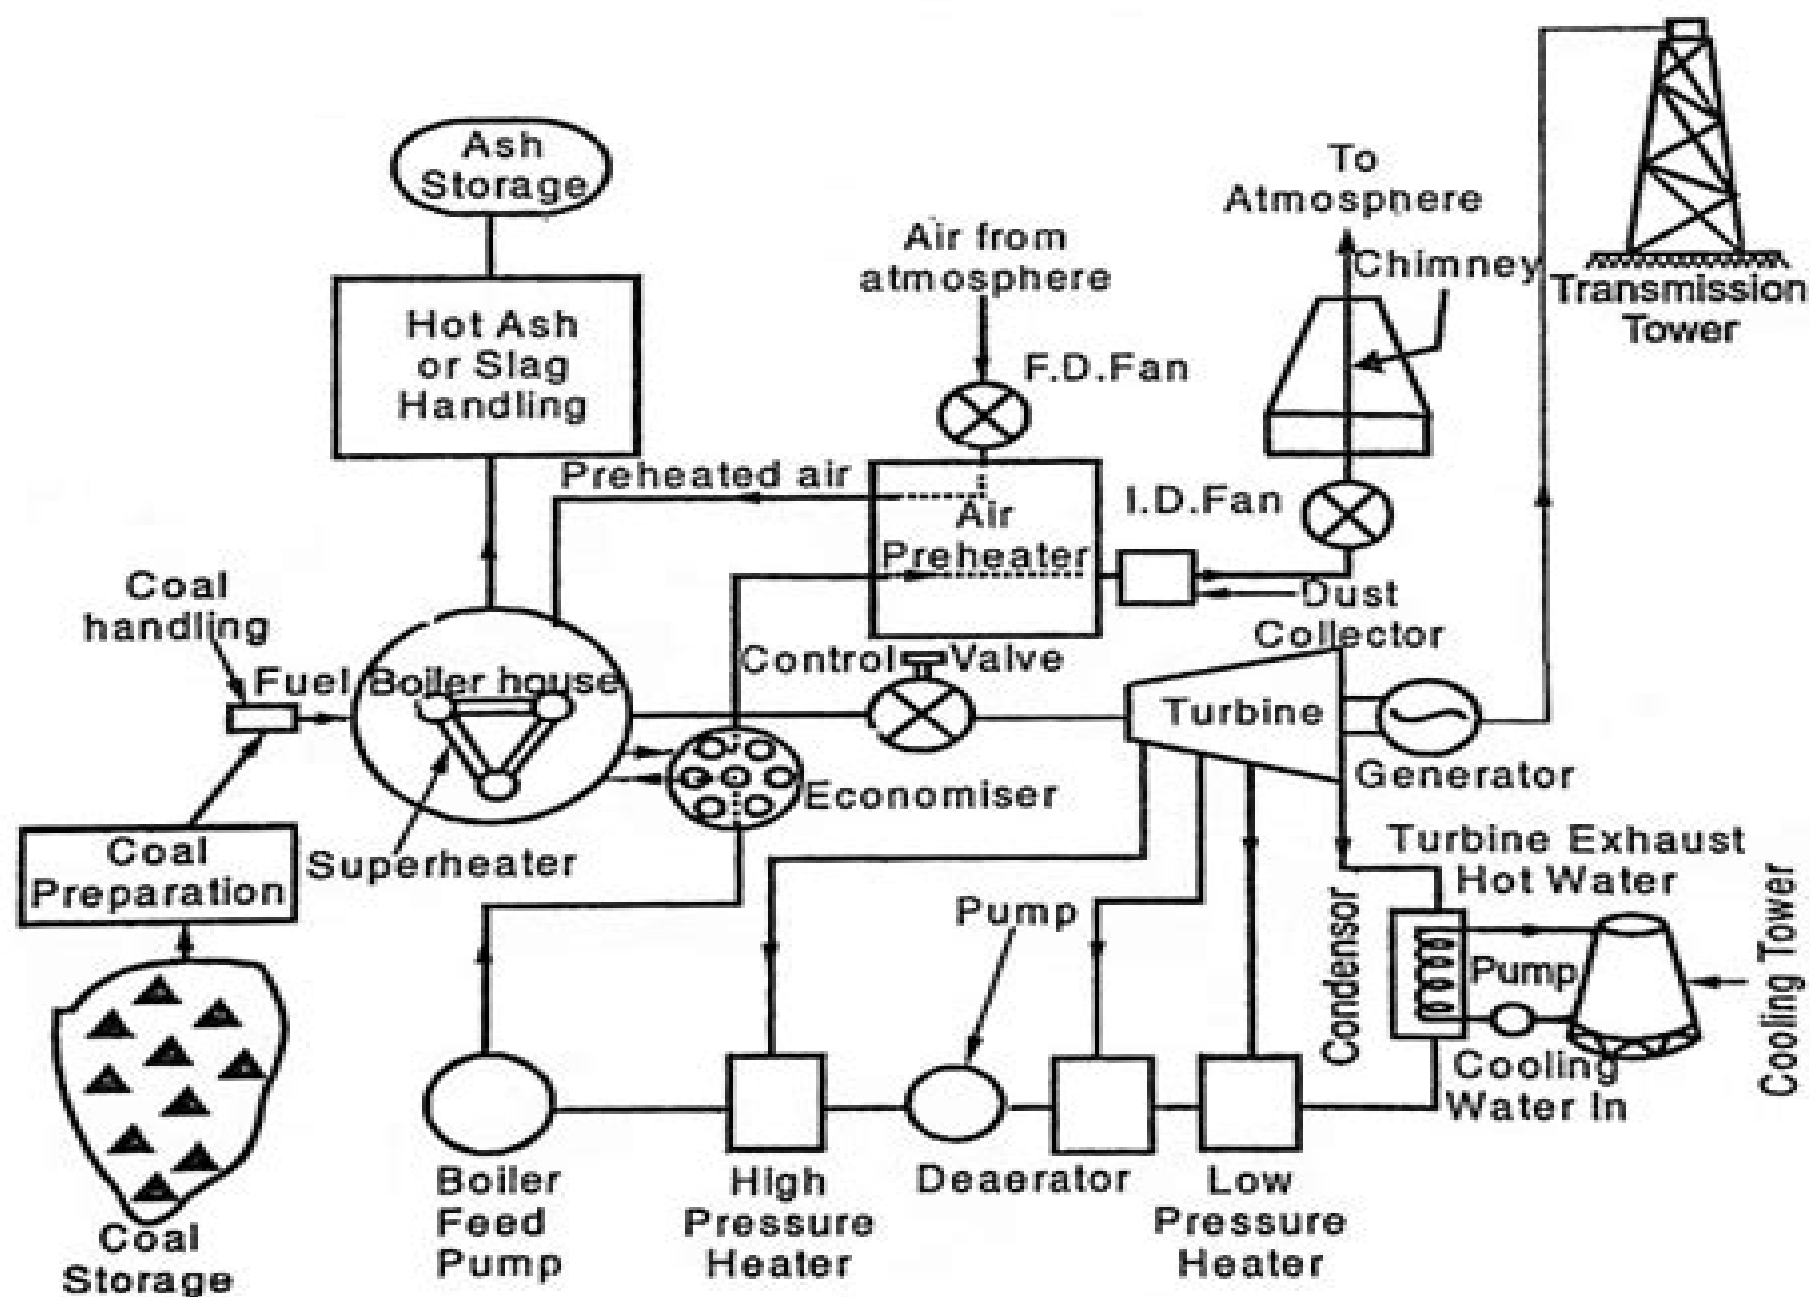 Ash
Storage
To
Atmosphere
Air from
atmosphere
Chimney
Transmission
Tower
Hot Ash
or Slag
Handling
F.D.Fan
Preheated air
I.D.Fan
Air
Preheater
Coal
handling
Dust
Collector
Control Valve
Fuel Boiler house
Turbine
Generator
Economiser
Superheater
Coal
Preparation
Turbine Exhaust
Hot Water
Condensor
Pump
Pump
Cooling Tower
Cooling
Water In
Boiler
Feed
Pump
High
Pressure
Heater
Deaerator
Low
Pressure
Heater
Coal
Storage